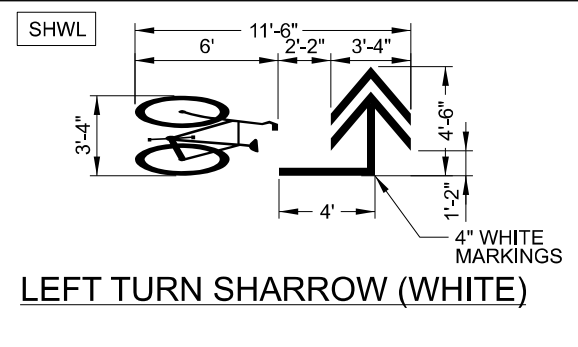 SHWL
11'-6"
6'
2'-2"
3'-4"
3'-4"
4'-6"
1'-2"
4'
4" WHITE
MARKINGS
LEFT TURN SHARROW (WHITE)